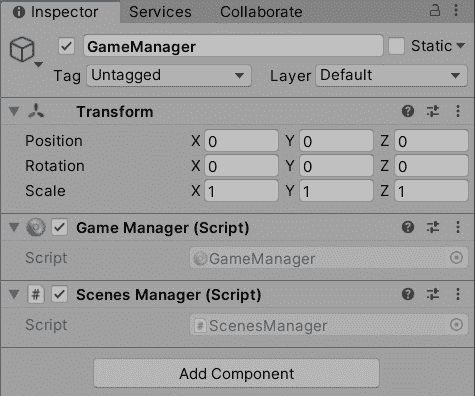 Inspector Services Collaborate
GameManager Static
Tag Untagged Layer Default
Transform
Position X 0 Y 0 Z 0
Rotation X 0 Y 0 Z 0
Scale X 1 Y 1 Z 1
Game Manager (Script)
Script GameManager
# Scenes Manager (Script)
Script # ScenesManager
Add Component